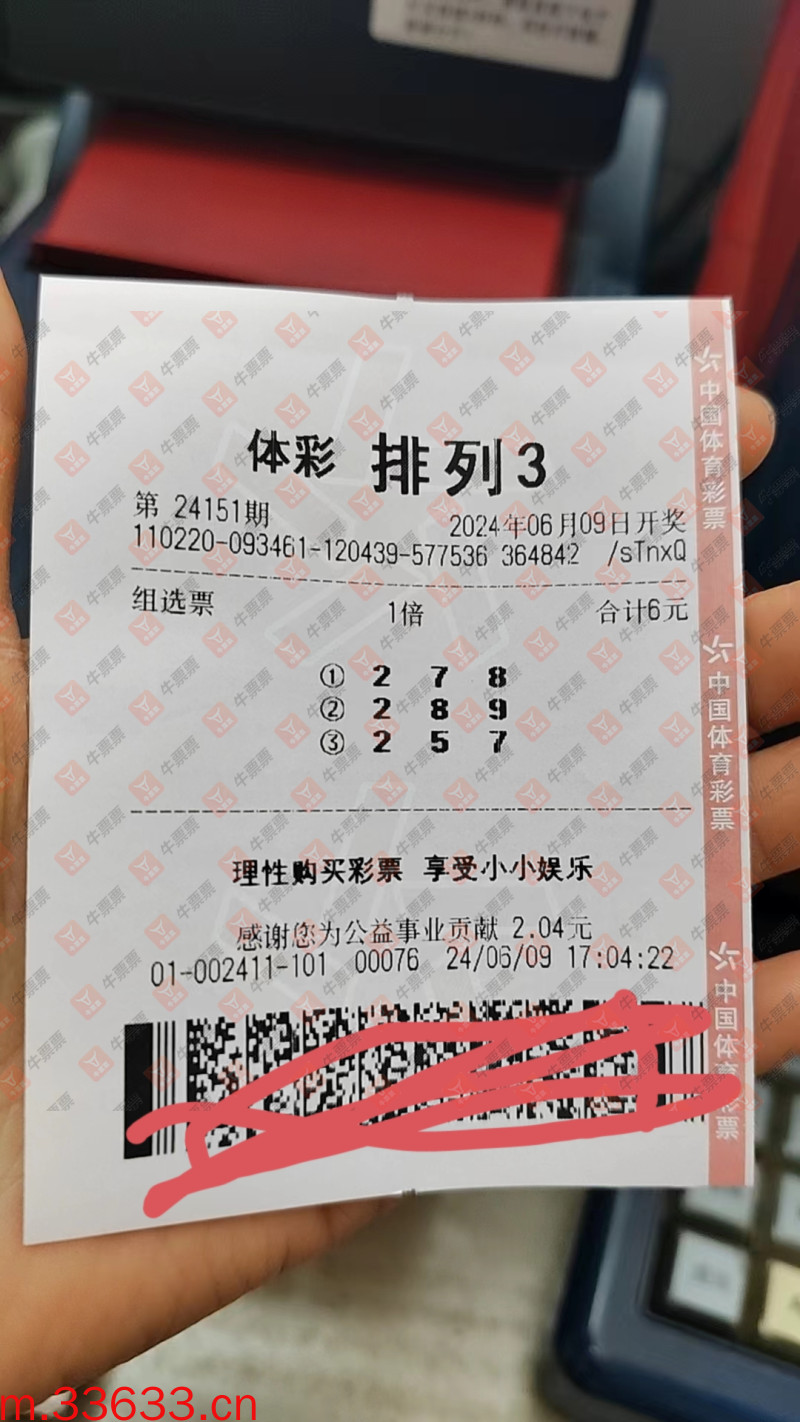 体彩 排列3
第 24151期
2024年06月09日开奖
110220-093461-120439-577536 364842 /sTnxQ
组选票 1倍 合计6元
① 2 7 8
② 2 8 9
③ 2 5 7
理性购买彩票 享受小小娱乐
感谢您为公益事业贡献 2.04元
01-002411-101 00076 24/06/09 17:04:22
中国体育彩票
中国体育彩票
中国体育彩票
牛票票
m.33633.cn